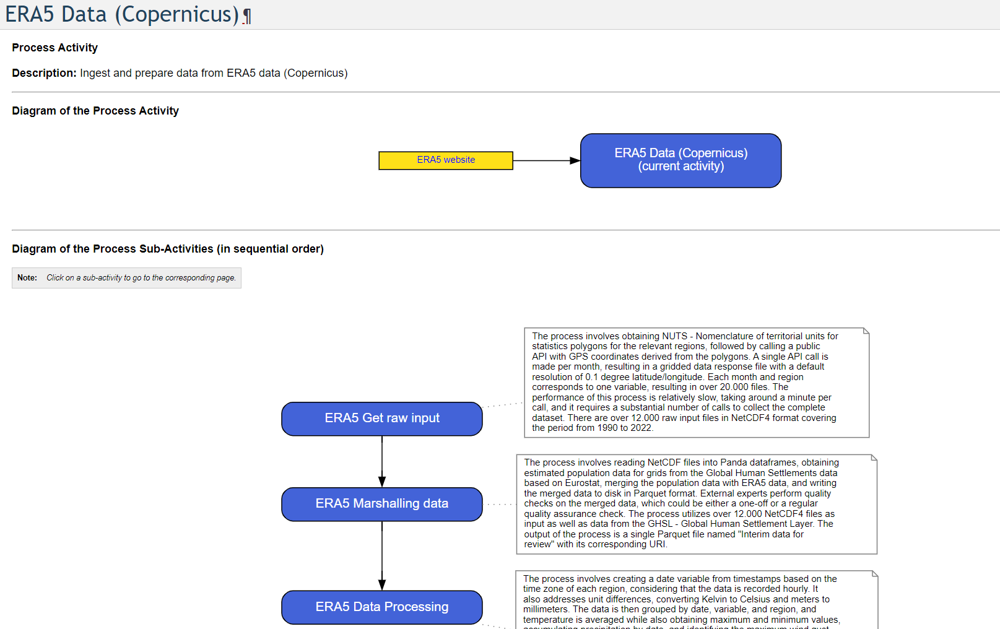 ERA5 Data (Copernicus)¶
Process Activity
Description: Ingest and prepare data from ERA5 data (Copernicus)
Diagram of the Process Activity
ERA5 website
ERA5 Data (Copernicus)
(current activity)
Diagram of the Process Sub-Activities (in sequential order)
Note: Click on a sub-activity to go to the corresponding page.
The process involves obtaining NUTS - Nomenclature of territorial units for
statistics polygons for the relevant regions, followed by calling a public
API with GPS coordinates derived from the polygons. A single API call is
made per month, resulting in a gridded data response file with a default
resolution of 0.1 degree latitude/longitude. Each month and region
corresponds to one variable, resulting in over 20.000 files. The
performance of this process is relatively slow, taking around a minute per
call, and it requires a substantial number of calls to collect the complete
dataset. There are over 12.000 raw input files in NetCDF4 format covering
the period from 1990 to 2022.
ERA5 Get raw input
The process involves reading NetCDF files into Panda dataframes, obtaining
estimated population data for grids from the Global Human Settlements data
based on Eurostat, merging the population data with ERA5 data, and writing
the merged data to disk in Parquet format. External experts perform quality
checks on the merged data, which could be either a one-off or a regular
quality assurance check. The process utilizes over 12.000 NetCDF4 files as
input as well as data from the GHSL - Global Human Settlement Layer. The
output of the process is a single Parquet file named "Interim data for
review" with its corresponding URI.
ERA5 Marshalling data
The process involves creating a date variable from timestamps based on the
time zone of each region, considering that the data is recorded hourly. It
also addresses unit differences, converting Kelvin to Celsius and meters to
millimeters. The data is then grouped by date, variable, and region, and
temperature is averaged while also obtaining maximum and minimum values,
accumulating precipitation by date, and identifying the maximum wind gust
ERA5 Data Processing